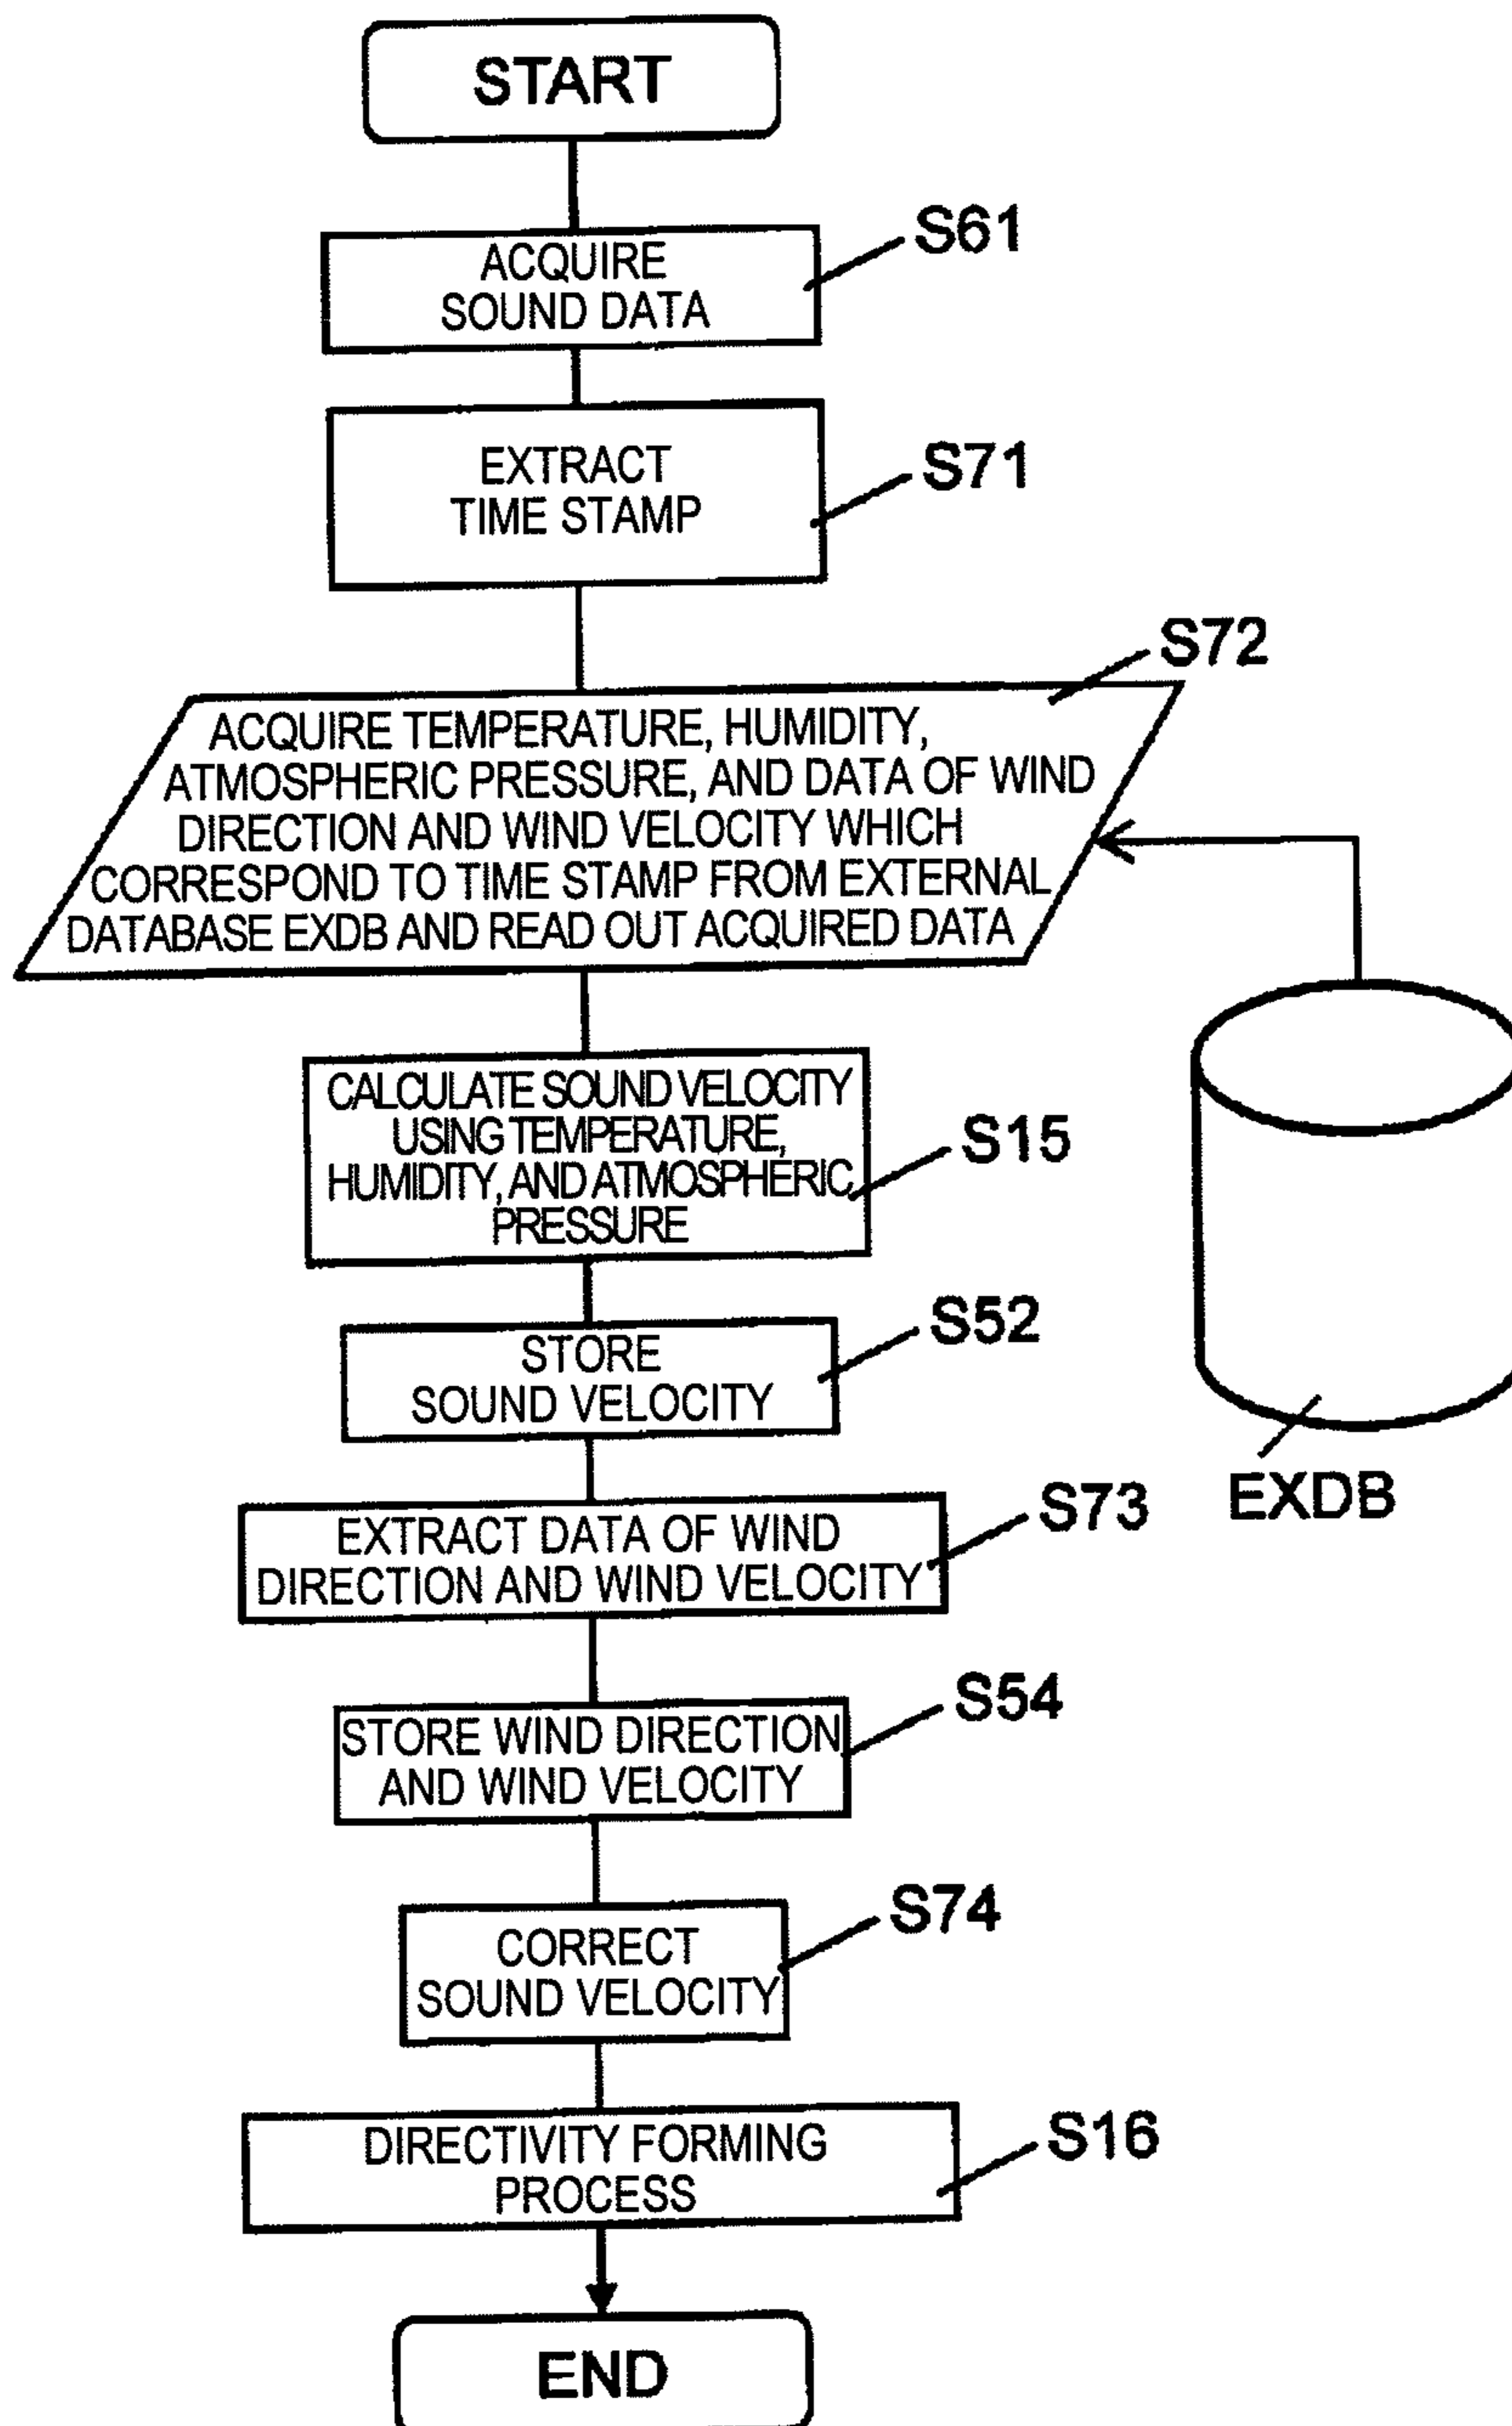 START
S61
ACQUIRE
SOUND DATA
S71
EXTRACT
TIME STAMP
S72
ACQUIRE TEMPERATURE, HUMIDITY,
ATMOSPHERIC PRESSURE, AND DATA OF WIND
DIRECTION AND WIND VELOCITY WHICH
CORRESPOND TO TIME STAMP FROM EXTERNAL
DATABASE EXDB AND READ OUT ACQUIRED DATA
CALCULATE SOUND VELOCITY
USING TEMPERATURE,
HUMIDITY, AND ATMOSPHERIC
PRESSURE
S15
S52
STORE
SOUND VELOCITY
EXDB
S73
EXTRACT DATA OF WIND
DIRECTION AND WIND VELOCITY
S54
STORE WIND DIRECTION
AND WIND VELOCITY
S74
CORRECT
SOUND VELOCITY
S16
DIRECTIVITY FORMING
PROCESS
END